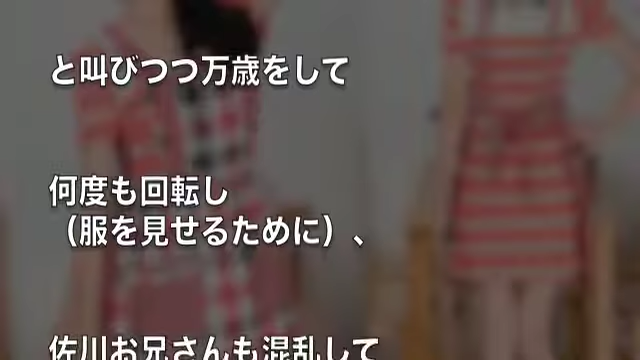 と叫びつつ万歳をして
何度も回転し
（服を見せるために）、
佐川お兄さんも混乱して